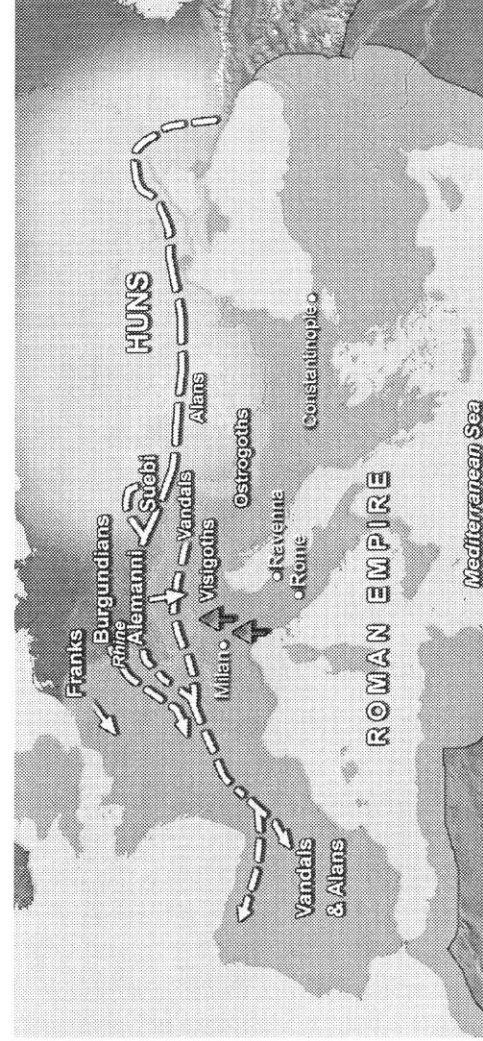 Franks
Burgundians
Rhine
Alemanni
Suebi
HUNS
Vandals
Alans
Visigoths
Ostrogoths
Milan
Ravenna
Rome
Constantinople
Vandals
& Alans
ROMAN EMPIRE
Mediterranean Sea